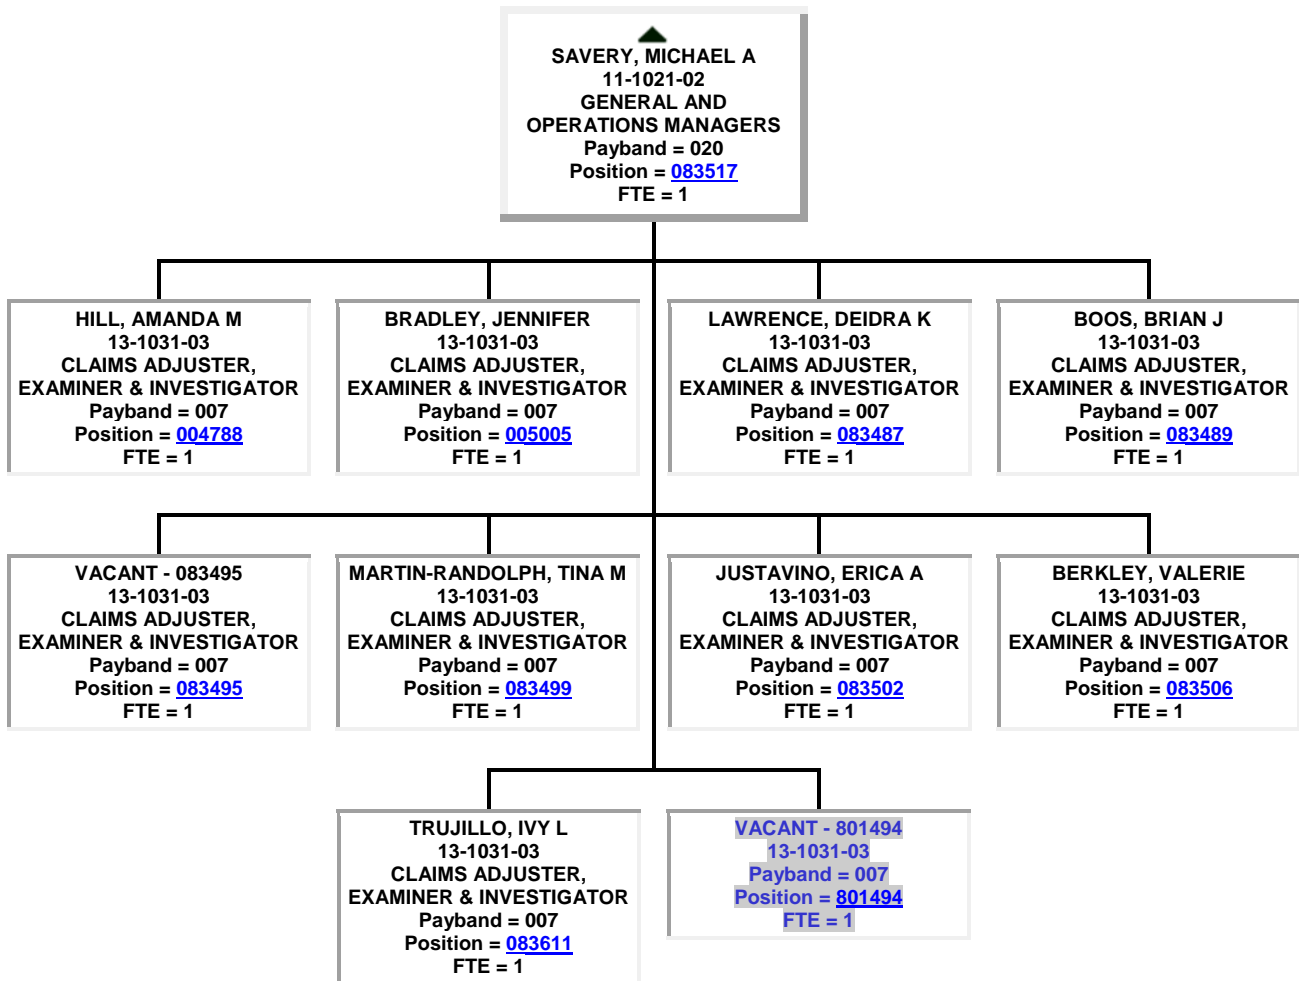 SAVERY, MICHAEL A
11-1021-02
GENERAL AND
OPERATIONS MANAGERS
Payband = 020
Position = 083517
FTE = 1
HILL, AMANDA M
13-1031-03
CLAIMS ADJUSTER,
EXAMINER & INVESTIGATOR
Payband = 007
Position = 004788
FTE = 1
BRADLEY, JENNIFER
13-1031-03
CLAIMS ADJUSTER,
EXAMINER & INVESTIGATOR
Payband = 007
Position = 005005
FTE = 1
LAWRENCE, DEIDRA K
13-1031-03
CLAIMS ADJUSTER,
EXAMINER & INVESTIGATOR
Payband = 007
Position = 083487
FTE = 1
BOOS, BRIAN J
13-1031-03
CLAIMS ADJUSTER,
EXAMINER & INVESTIGATOR
Payband = 007
Position = 083489
FTE = 1
VACANT - 083495
13-1031-03
CLAIMS ADJUSTER,
EXAMINER & INVESTIGATOR
Payband = 007
Position = 083495
FTE = 1
MARTIN-RANDOLPH, TINA M
13-1031-03
CLAIMS ADJUSTER,
EXAMINER & INVESTIGATOR
Payband = 007
Position = 083499
FTE = 1
JUSTAVINO, ERICA A
13-1031-03
CLAIMS ADJUSTER,
EXAMINER & INVESTIGATOR
Payband = 007
Position = 083502
FTE = 1
BERKLEY, VALERIE
13-1031-03
CLAIMS ADJUSTER,
EXAMINER & INVESTIGATOR
Payband = 007
Position = 083506
FTE = 1
TRUJILLO, IVY L
13-1031-03
CLAIMS ADJUSTER,
EXAMINER & INVESTIGATOR
Payband = 007
Position = 083611
FTE = 1
VACANT - 801494
13-1031-03
Payband = 007
Position = 801494
FTE = 1